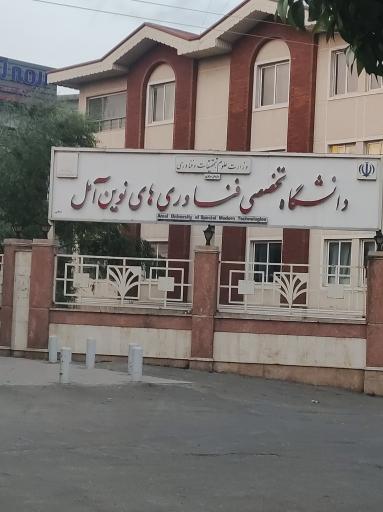 وزارت علوم تحقیقات و فناوری
دانشگاه تخصصی فناوری های نوین آمل
Amol University of Special Modern Technologies